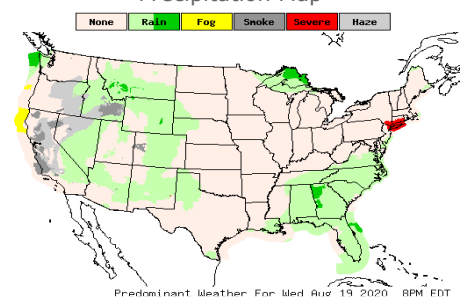 Precipitation Map
None Rain Fog Smoke Severe Haze
Predominant Weather For Wed Aug 19 2020 8PM EDT